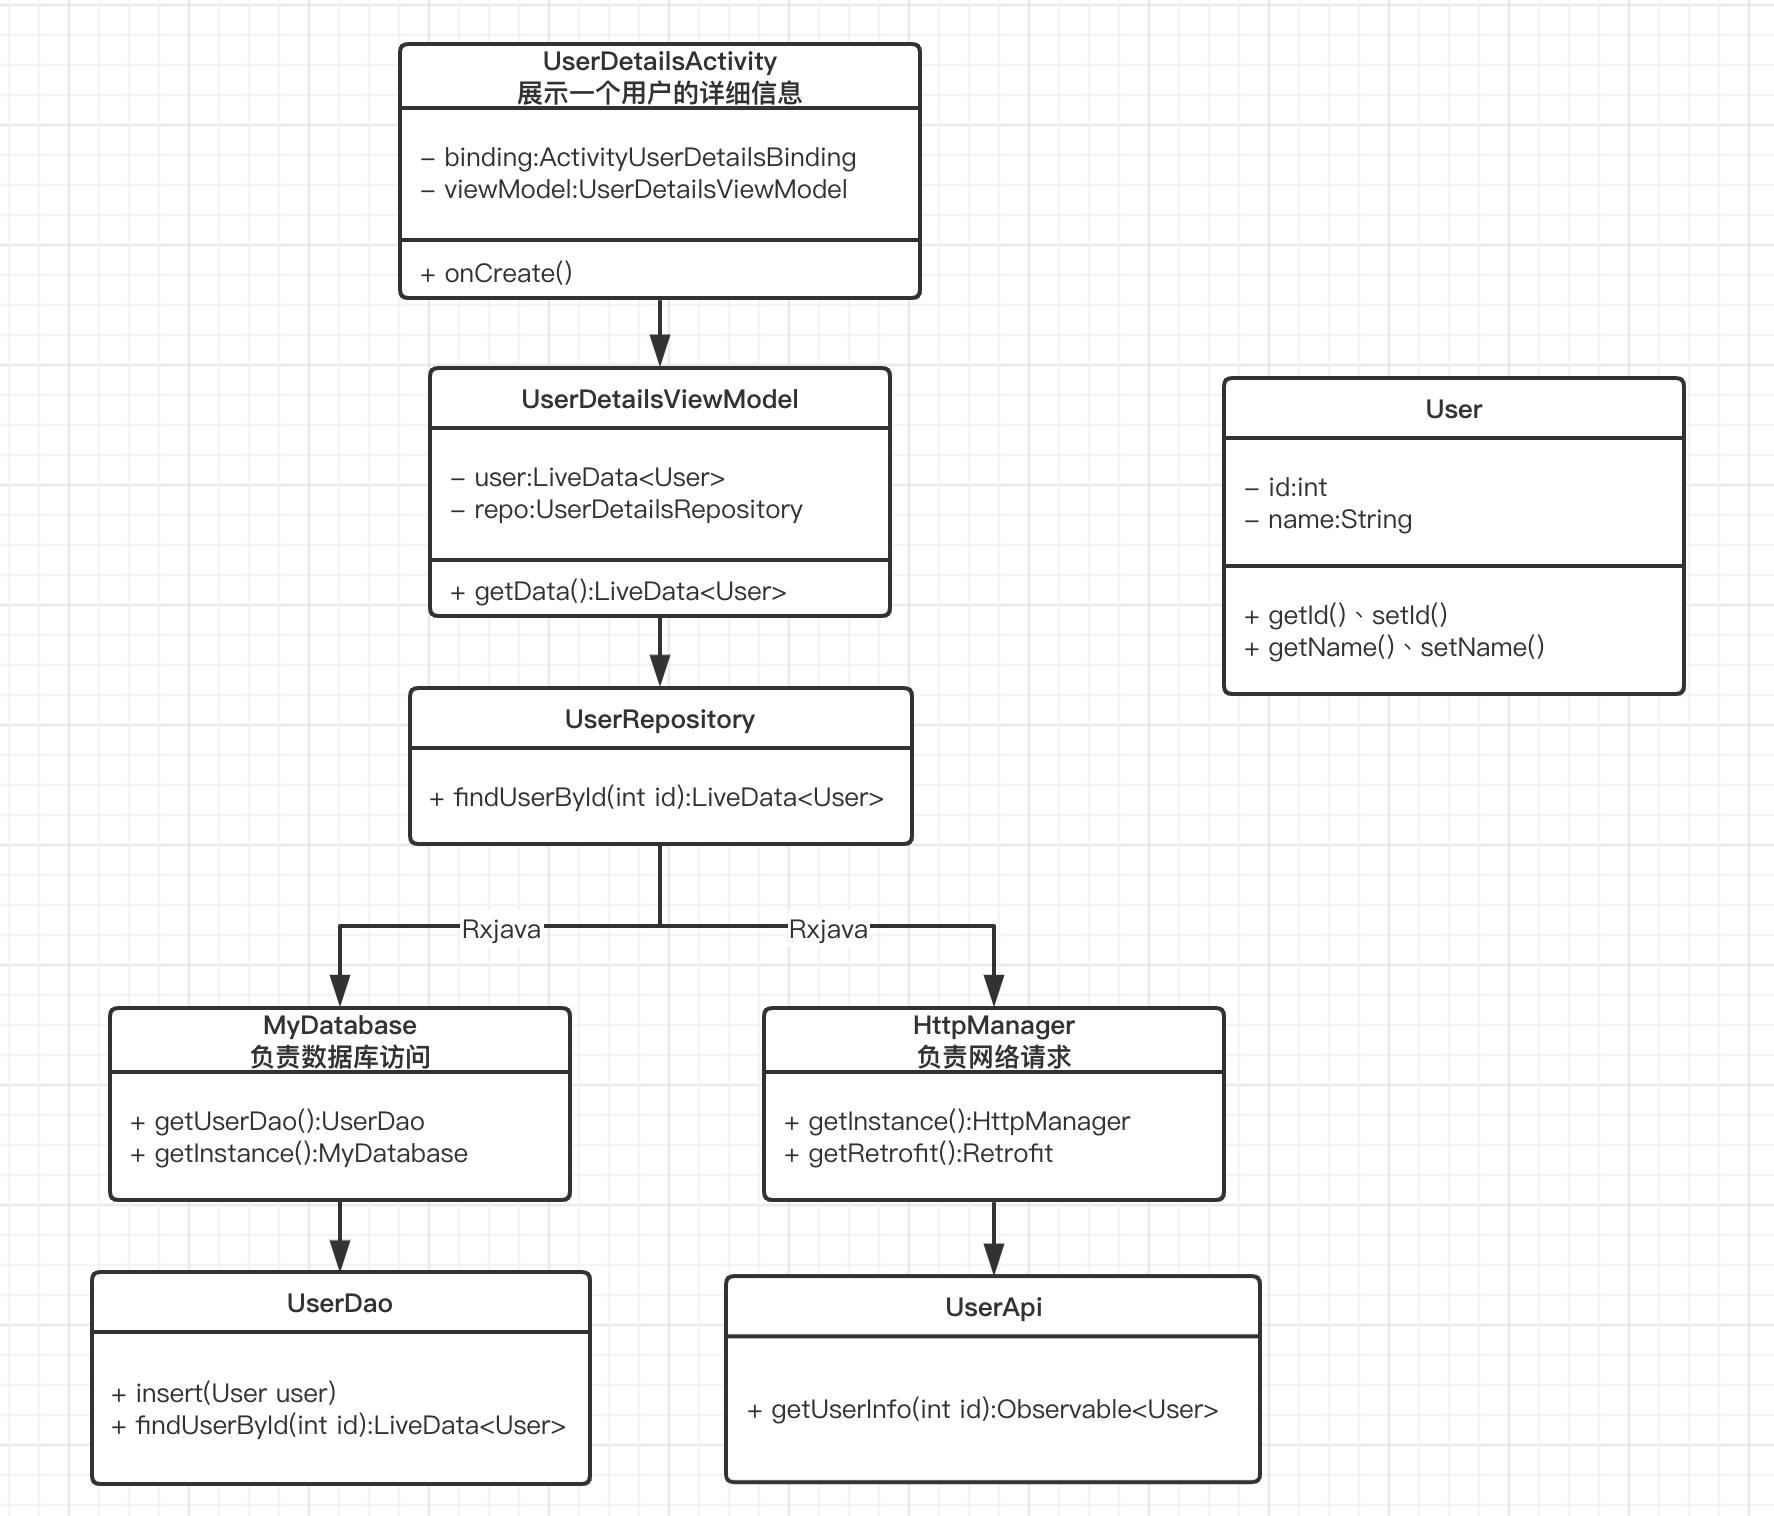 UserDetailsActivity
展示一个用户的详细信息
– binding:ActivityUserDetailsBinding
– viewModel:UserDetailsViewModel
+ onCreate()
UserDetailsViewModel
– user:LiveData<User>
– repo:UserDetailsRepository
+ getData():LiveData<User>
User
– id:int
– name:String
+ getId()、setId()
+ getName()、setName()
UserRepository
+ findUserById(int id):LiveData<User>
Rxjava
Rxjava
MyDatabase
负责数据库访问
+ getUserDao():UserDao
+ getInstance():MyDatabase
HttpManager
负责网络请求
+ getInstance():HttpManager
+ getRetrofit():Retrofit
UserDao
+ insert(User user)
+ findUserById(int id):LiveData<User>
UserApi
+ getUserInfo(int id):Observable<User>